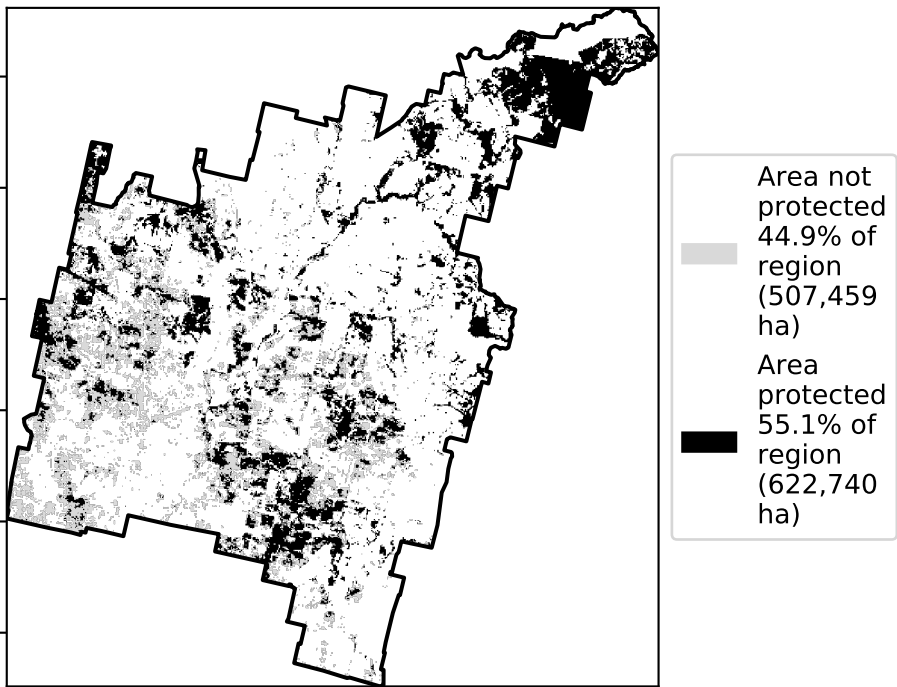 Area not
protected
44.9% of
region
(507,459
ha)
Area
protected
55.1% of
region
(622,740
ha)